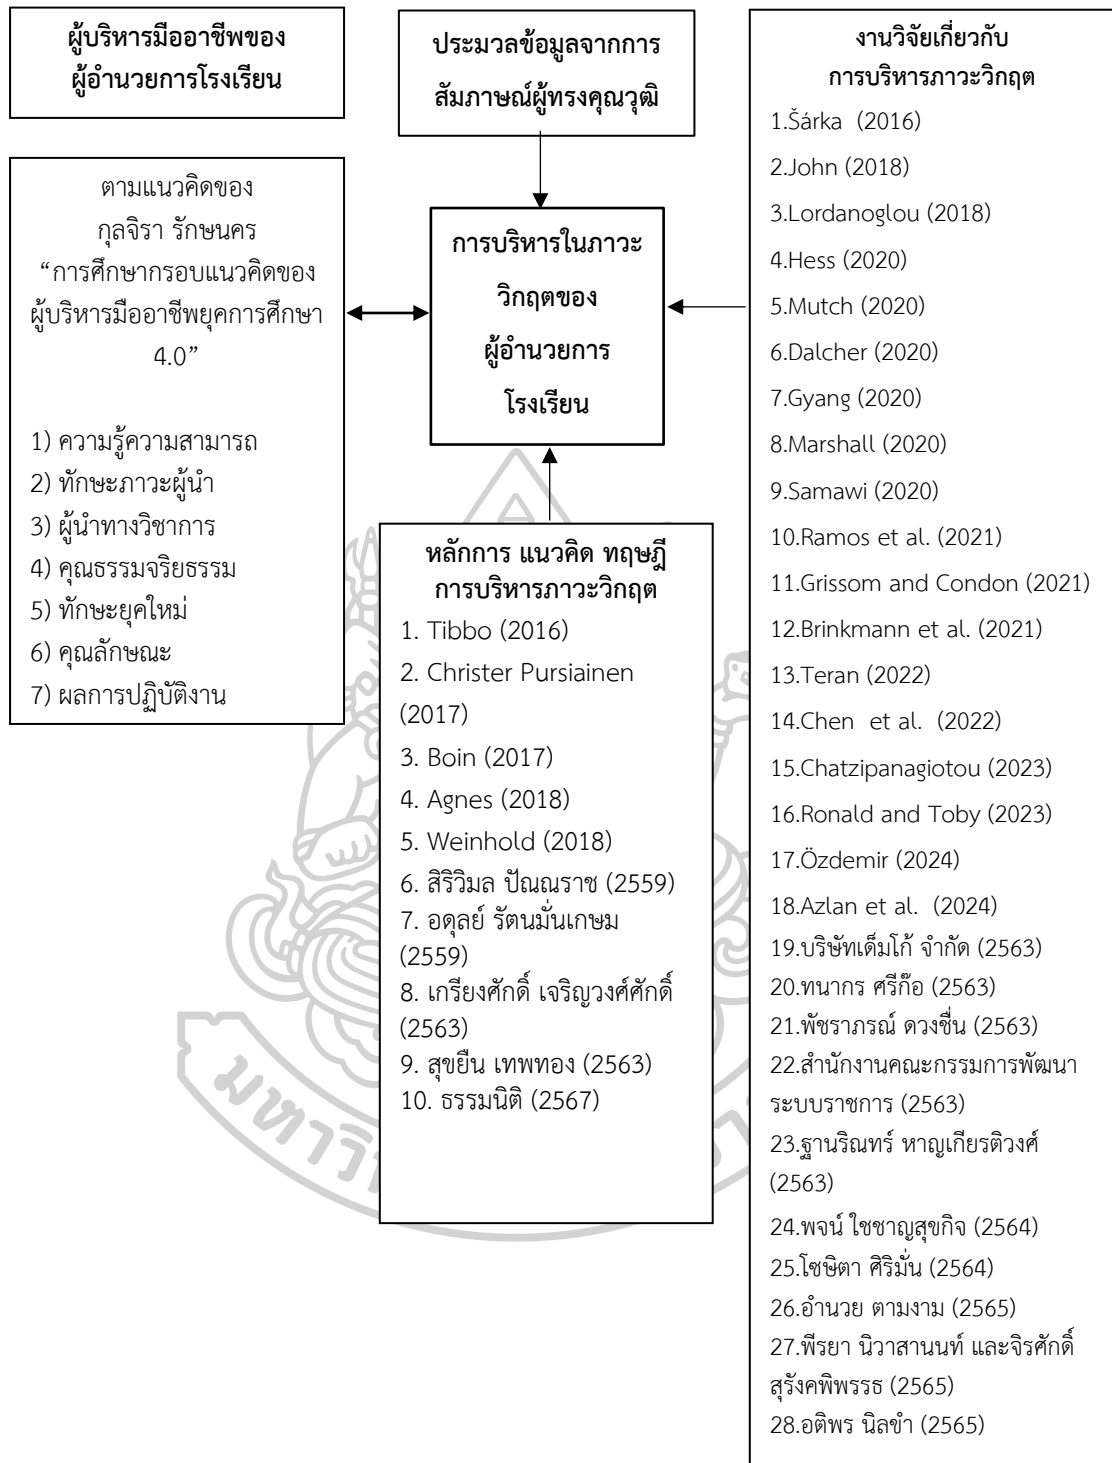 ผู้บริหารมืออาชีพของ
ผู้อำนวยการโรงเรียน
ตามแนวคิดของ
กุลจิรา รักษนคร
“การศึกษากรอบแนวคิดของ
ผู้บริหารมืออาชีพยุคการศึกษา
4.0”
1) ความรู้ความสามารถ
2) ทักษะภาวะผู้นำ
3) ผู้นำทางวิชาการ
4) คุณธรรมจริยธรรม
5) ทักษะยุคใหม่
6) คุณลักษณะ
7) ผลการปฏิบัติงาน
ประมวลข้อมูลจากการ
สัมภาษณ์ผู้ทรงคุณวุฒิ
การบริหารในภาวะ
วิกฤตของ
ผู้อำนวยการ
โรงเรียน
หลักการ แนวคิด ทฤษฎี
การบริหารภาวะวิกฤต
1. Tibbo (2016)
2. Christer Pursiainen
(2017)
3. Boin (2017)
4. Agnes (2018)
5. Weinhold (2018)
6. สิริวิมล ปัณณราช (2559)
7. อดุลย์ รัตนมั่นเกษม
(2559)
8. เกรียงศักดิ์ เจริญวงศ์ศักดิ์
(2563)
9. สุขยืน เทพทอง (2563)
10. ธรรมนิติ (2567)
งานวิจัยเกี่ยวกับ
การบริหารภาวะวิกฤต
1.Šárka (2016)
2.John (2018)
3.Lordanoglou (2018)
4.Hess (2020)
5.Mutch (2020)
6.Dalcher (2020)
7.Gyang (2020)
8.Marshall (2020)
9.Samawi (2020)
10.Ramos et al. (2021)
11.Grissom and Condon (2021)
12.Brinkmann et al. (2021)
13.Teran (2022)
14.Chen et al. (2022)
15.Chatzipanagiotou (2023)
16.Ronald and Toby (2023)
17.Özdemir (2024)
18.Azlan et al. (2024)
19.บริษัทเด็มโก้ จำกัด (2563)
20.ทนากร ศรีก๊อ (2563)
21.พัชราภรณ์ ดวงชื่น (2563)
22.สำนักงานคณะกรรมการพัฒนา
ระบบราชการ (2563)
23.ฐานริณทร์ หาญเกียรติวงศ์
(2563)
24.พจน์ ใชชาญสุขกิจ (2564)
25.โชษิตา ศิริมั่น (2564)
26.อำนวย ตามงาม (2565)
27.พีรยา นิวาสานนท์ และจิรศักดิ์
สุรังคพิพรรธ (2565)
28.อติพร นิลขำ (2565)